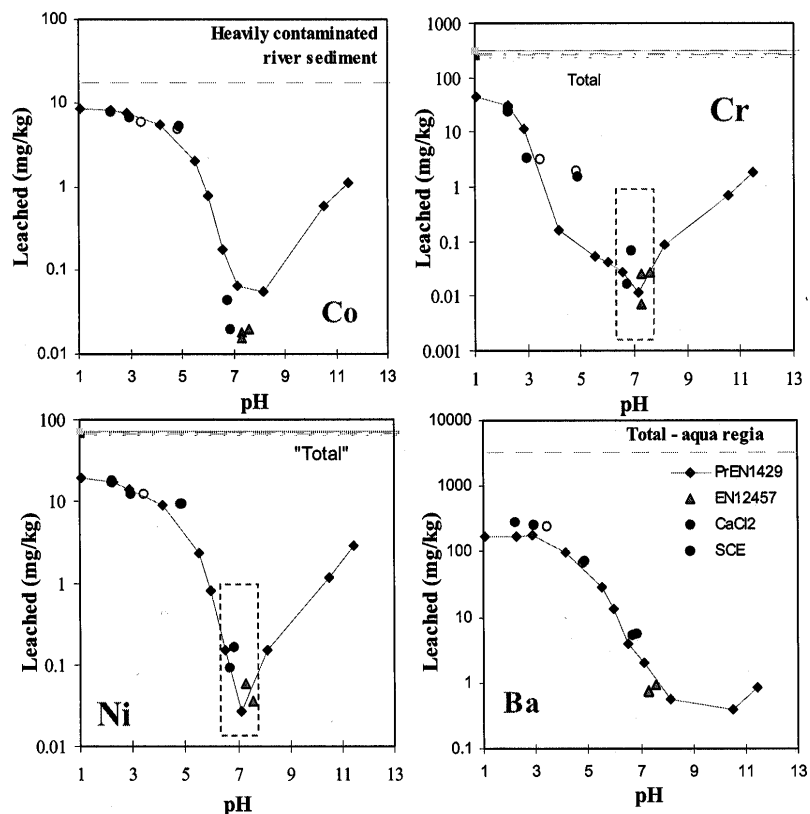 100
10
1
0.1
0.01
Leached (mg/kg)
Heavily contaminated
river sediment
Co
1 3 5 7 9 11 13
pH
1000
100
10
1
0.1
0.01
0.001
Leached (mg/kg)
Total
Cr
1 3 5 7 9 11 13
pH
100
10
1
0.1
0.01
Leached (mg/kg)
"Total"
Ni
1 3 5 7 9 11 13
pH
10000
1000
100
10
1
0.1
Leached (mg/kg)
Total - aqua regia
PrEN1429
EN12457
CaCl2
SCE
Ba
1 3 5 7 9 11 13
pH